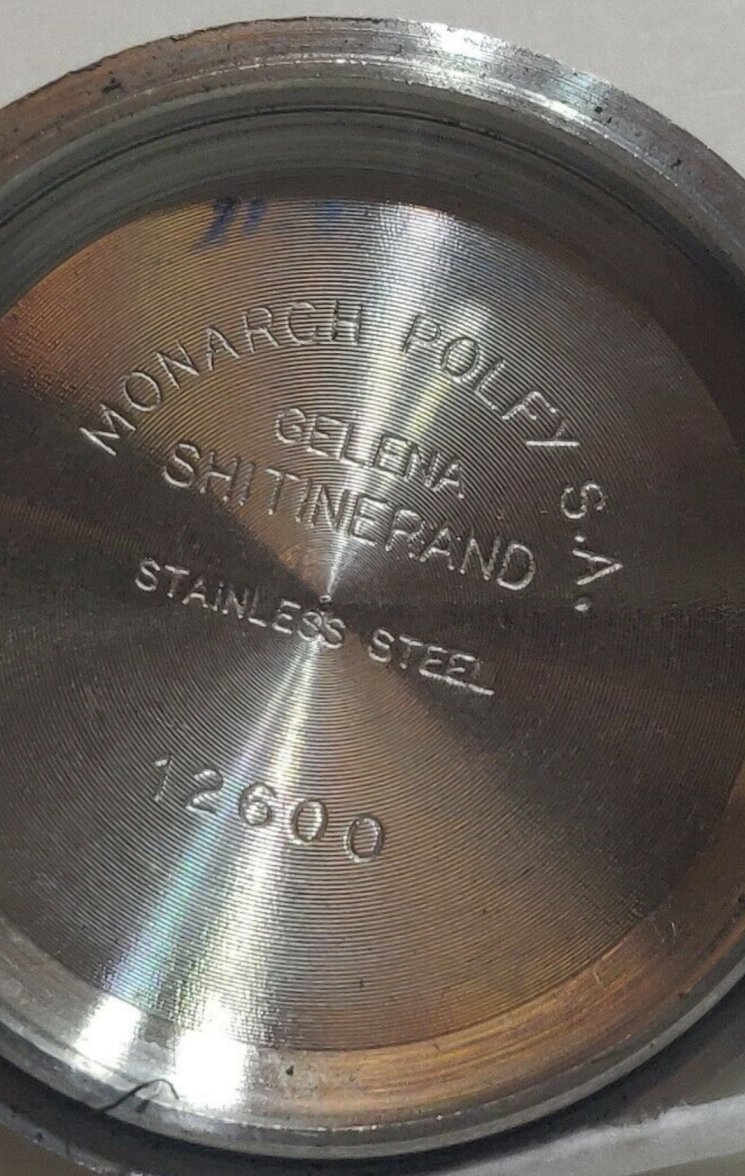 MONARCH POLFY S.A.
GELENA
SHITINERAND
STAINLESS STEEL
12600